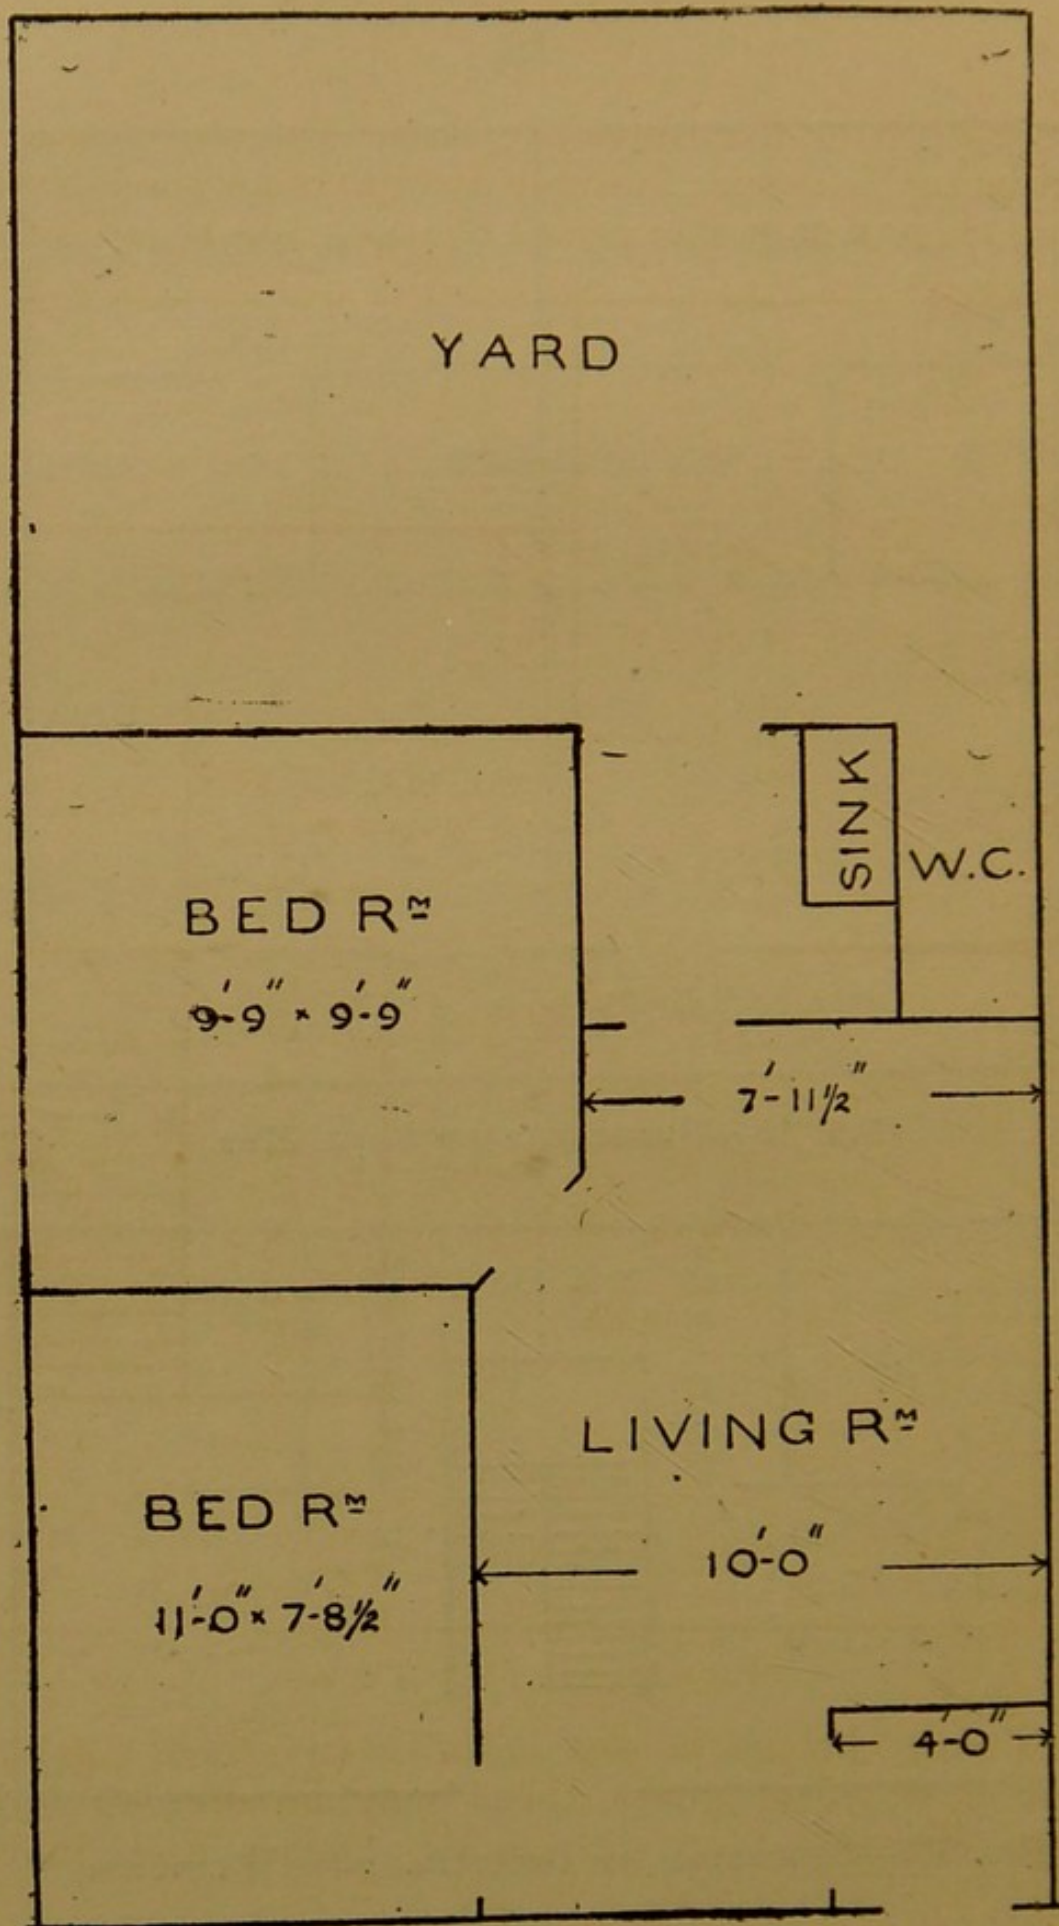 YARD
SINK
W.C.
BED RM
9'-9" × 9'-9"
7'-11½"
LIVING RM
10'-0"
BED RM
11'-0" × 7'-8½"
4'-0"